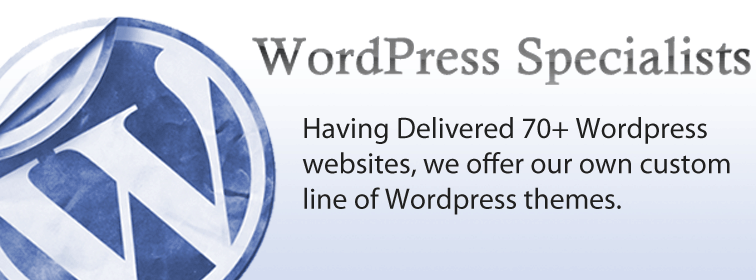 WordPress Specialists
Having Delivered 70+ Wordpress
websites, we offer our own custom
line of Wordpress themes.